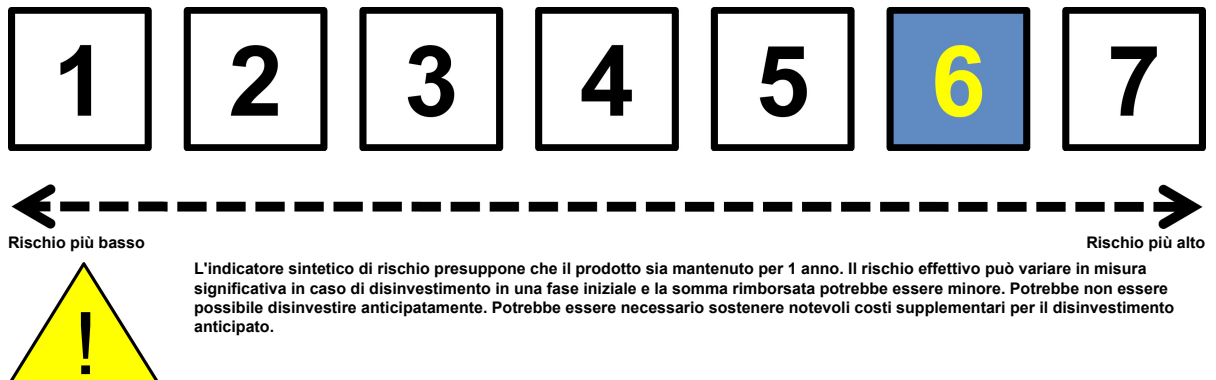 1 2 3 4 5 6 7
Rischio più basso Rischio più alto
L'indicatore sintetico di rischio presuppone che il prodotto sia mantenuto per 1 anno. Il rischio effettivo può variare in misura
significativa in caso di disinvestimento in una fase iniziale e la somma rimborsata potrebbe essere minore. Potrebbe non essere
possibile disinvestire anticipatamente. Potrebbe essere necessario sostenere notevoli costi supplementari per il disinvestimento
anticipato.
!